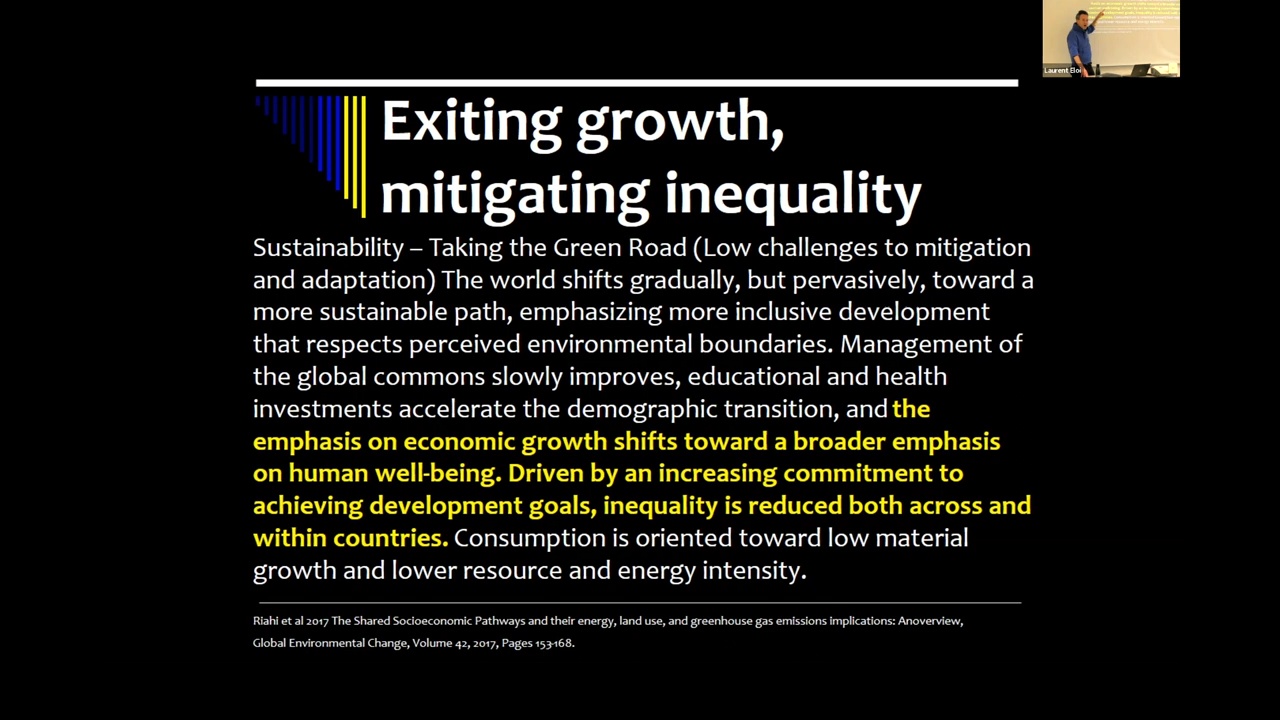 Laurent Eloi
Exiting growth,
mitigating inequality
Sustainability – Taking the Green Road (Low challenges to mitigation
and adaptation) The world shifts gradually, but pervasively, toward a
more sustainable path, emphasizing more inclusive development
that respects perceived environmental boundaries. Management of
the global commons slowly improves, educational and health
investments accelerate the demographic transition, and the
emphasis on economic growth shifts toward a broader emphasis
on human well-being. Driven by an increasing commitment to
achieving development goals, inequality is reduced both across and
within countries. Consumption is oriented toward low material
growth and lower resource and energy intensity.
Riahi et al 2017 The Shared Socioeconomic Pathways and their energy, land use, and greenhouse gas emissions implications: Anoverview,
Global Environmental Change, Volume 42, 2017, Pages 153-168.